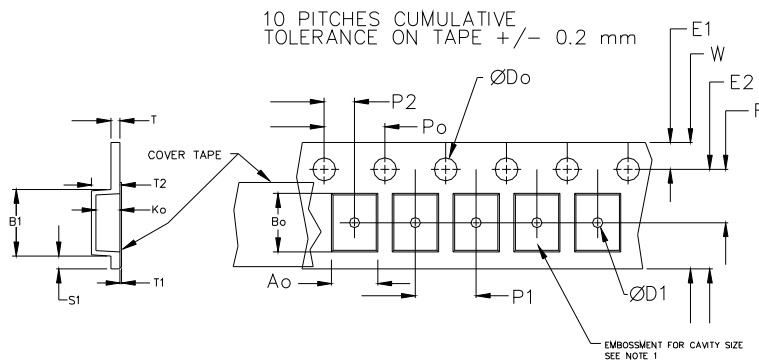 10 PITCHES CUMULATIVE
TOLERANCE ON TAPE +/- 0.2 mm
E1
W
E2
F
ØDo
P2
Po
T
COVER TAPE
T2
Ko
B1
Bo
S1
T1
Ao
P1
ØD1
EMBOSSMENT FOR CAVITY SIZE
SEE NOTE 1